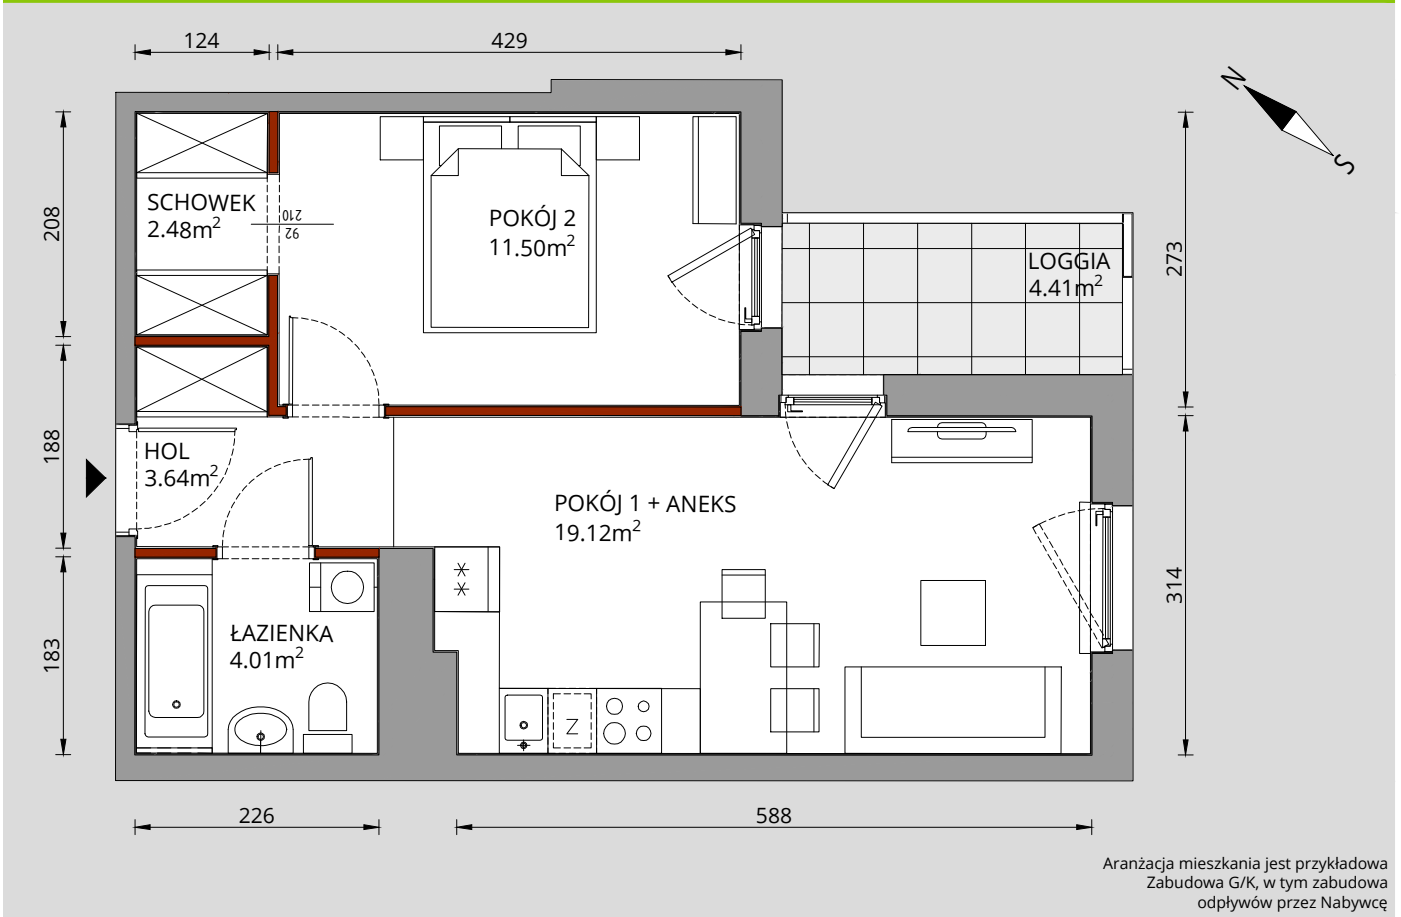 124
429
N
S
208
SCHOWEK
2.48m²
210
92
POKÓJ 2
11.50m²
LOGGIA
4.41m²
273
188
HOL
3.64m²
POKÓJ 1 + ANEKS
19.12m²
314
183
ŁAZIENKA
4.01m²
Z
226
588
Aranżacja mieszkania jest przykładowa
Zabudowa G/K, w tym zabudowa
odpływów przez Nabywcę